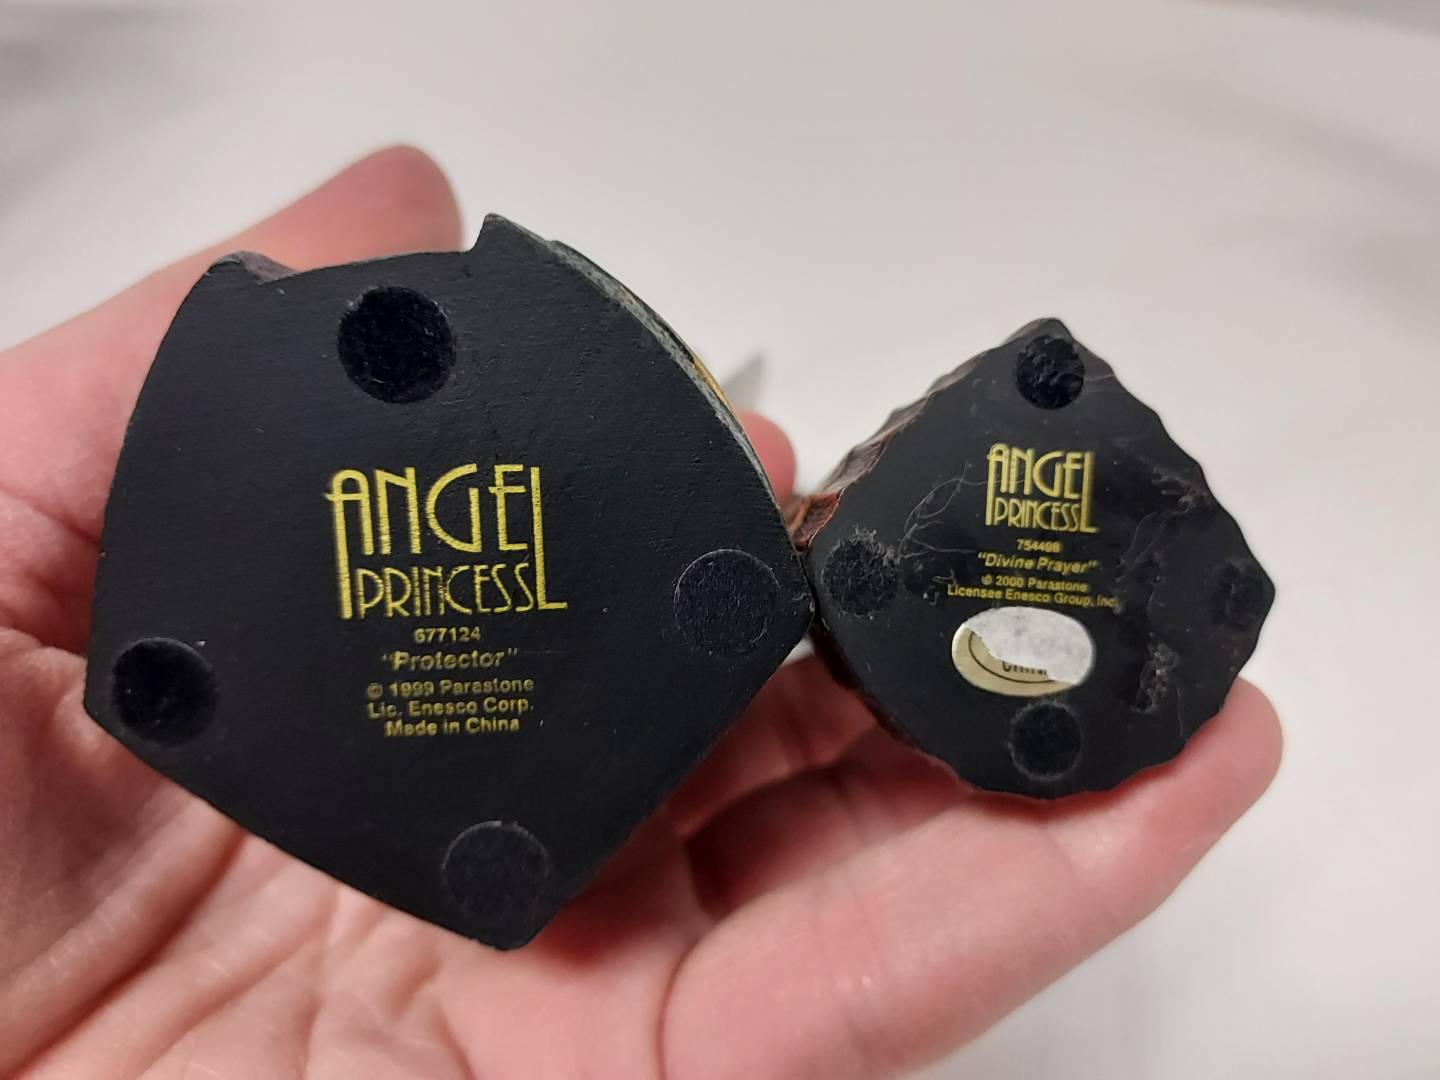 ANGEL
PRINCESS
677124
"Protector"
© 1999 Parastone
Lic. Enesco Corp.
Made in China
ANGEL
PRINCESS
754498
"Divine Prayer"
© 2000 Parastone
Licensee Enesco Group, Inc.